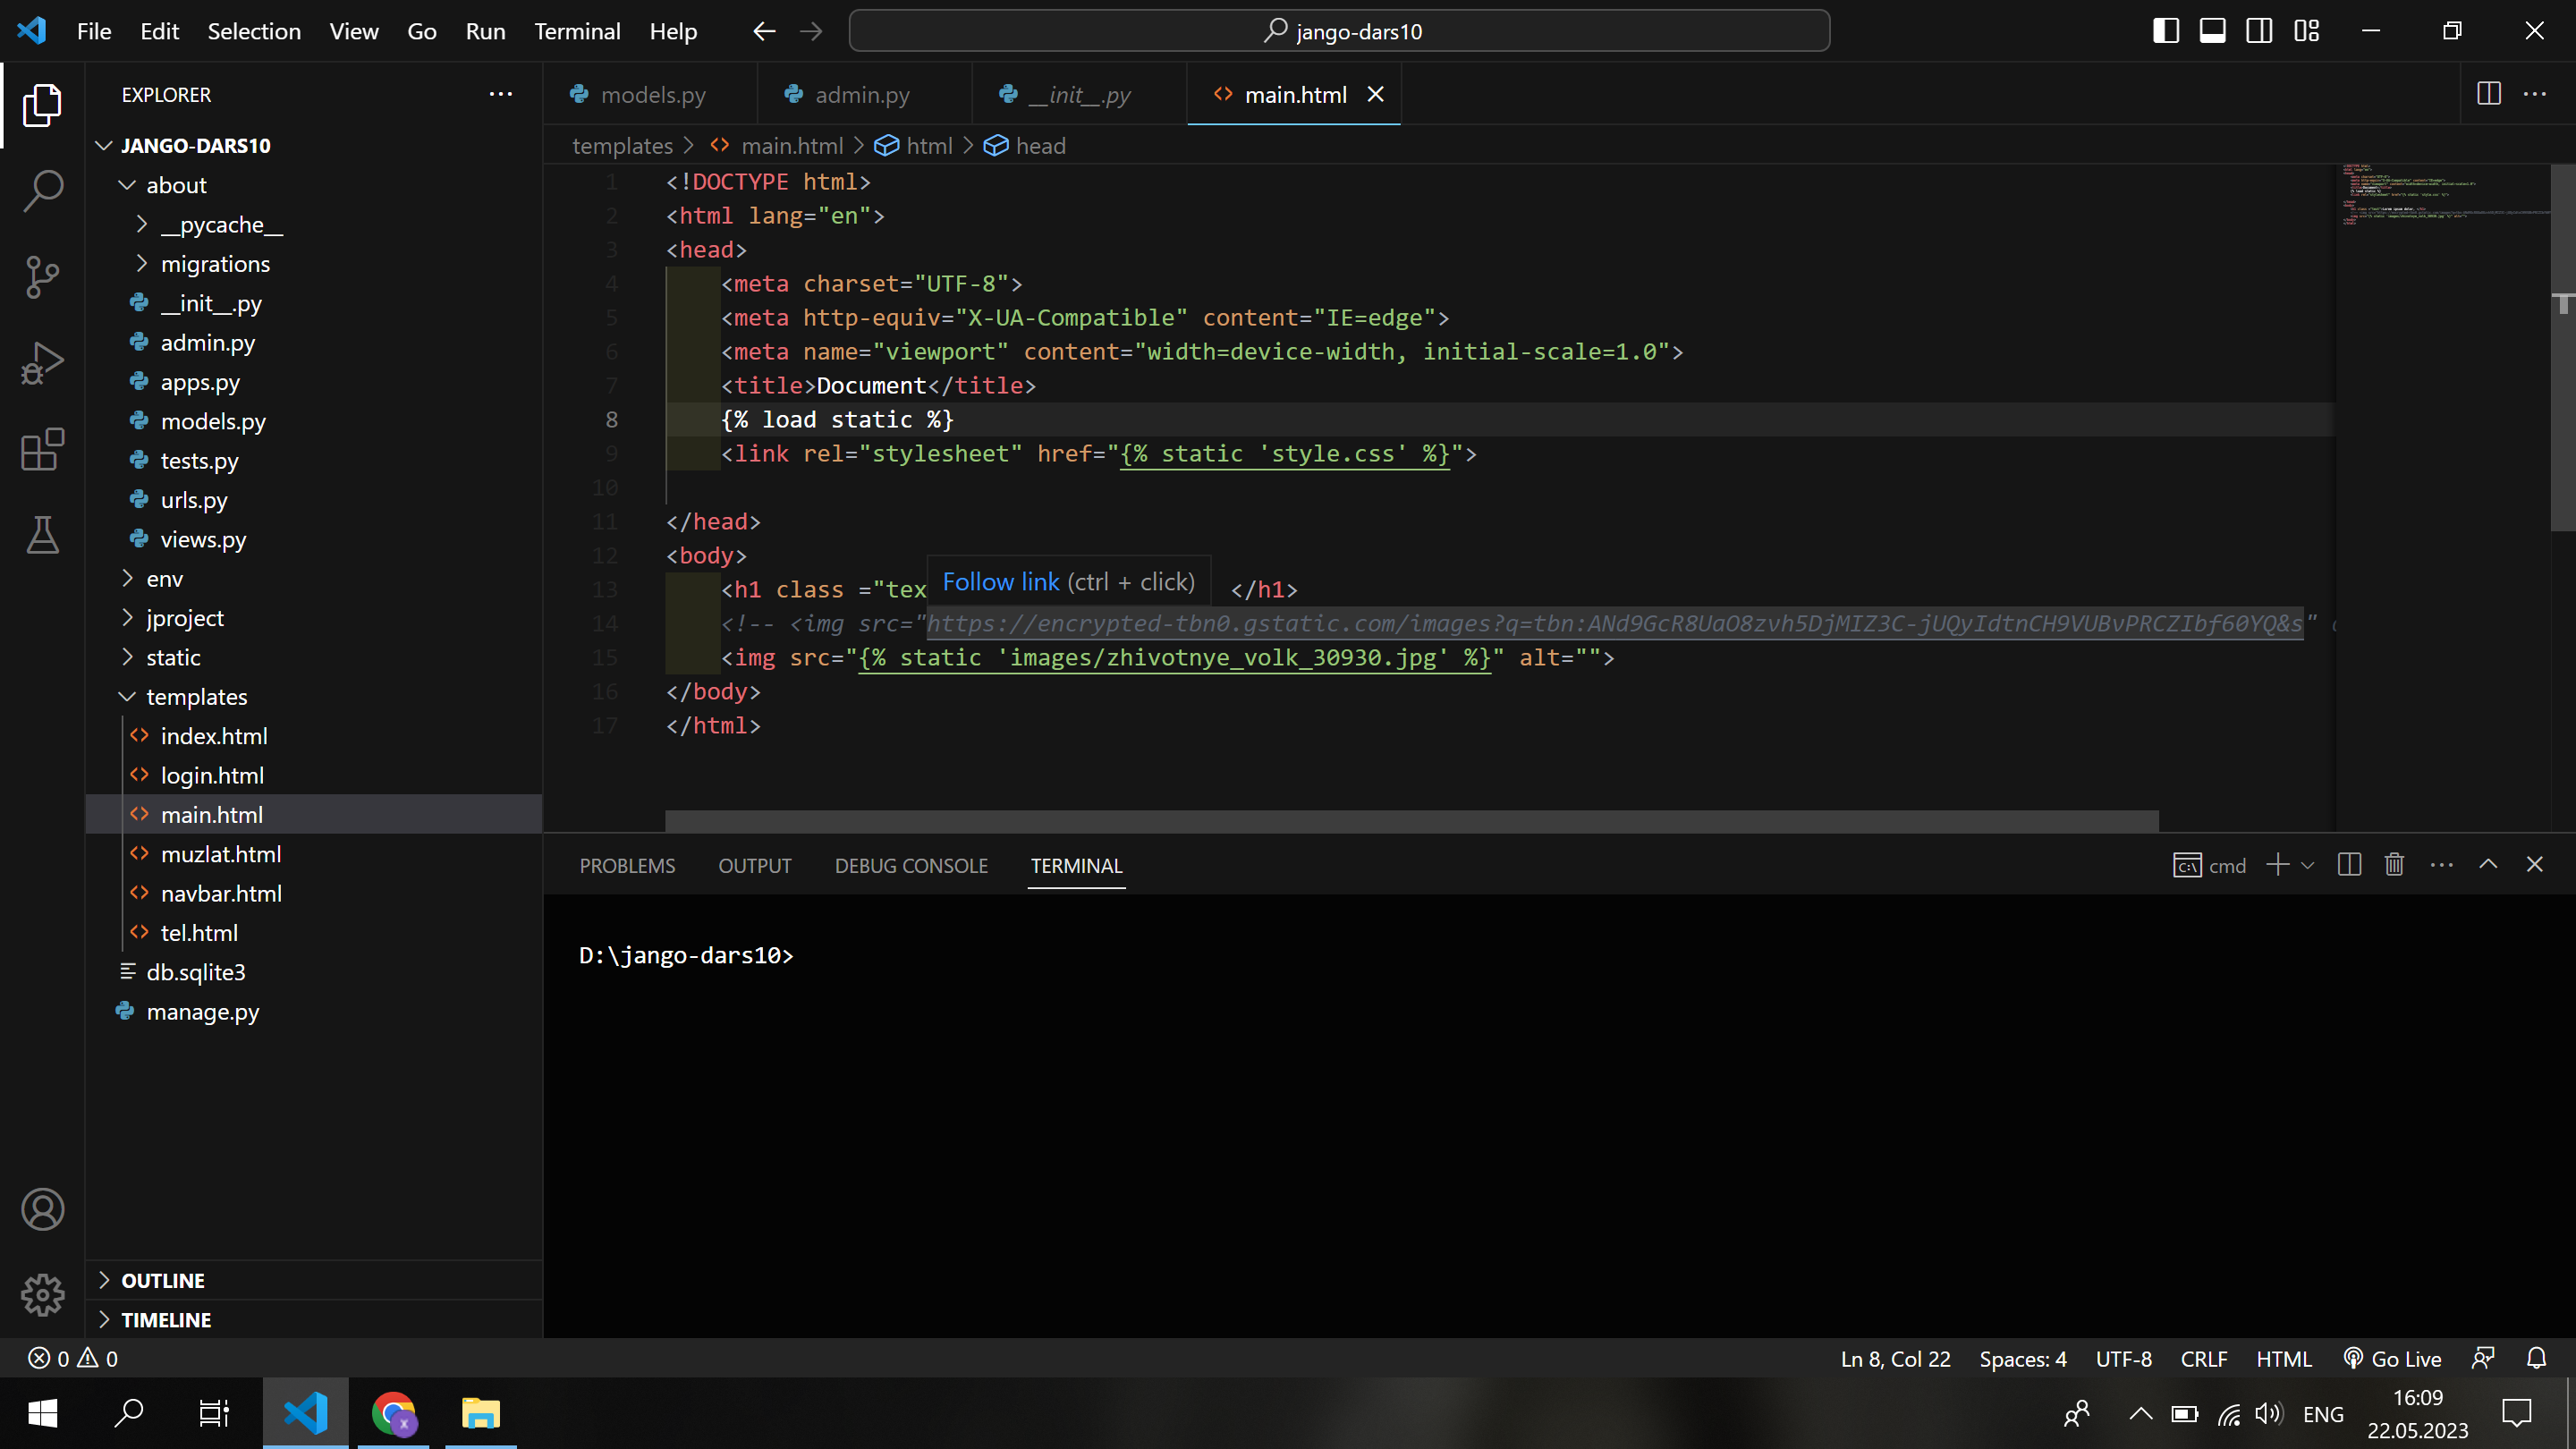 File Edit Selection View Go Run Terminal Help
jango-dars10
EXPLORER
JANGO-DARS10
about
__pycache__
migrations
__init__.py
admin.py
apps.py
models.py
tests.py
urls.py
views.py
env
jproject
static
templates
index.html
login.html
main.html
muzlat.html
navbar.html
tel.html
db.sqlite3
manage.py
OUTLINE
TIMELINE
models.py admin.py __init__.py main.html
templates > main.html > html > head
1 <!DOCTYPE html>
2 <html lang="en">
3 <head>
4 <meta charset="UTF-8">
5 <meta http-equiv="X-UA-Compatible" content="IE=edge">
6 <meta name="viewport" content="width=device-width, initial-scale=1.0">
7 <title>Document</title>
8 {% load static %}
9 <link rel="stylesheet" href="{% static 'style.css' %}">
10
11 </head>
12 <body>
Follow link (ctrl + click)
13 <h1 class ="tex </h1>
14 <!-- <img src="https://encrypted-tbn0.gstatic.com/images?q=tbn:ANd9GcR8UaO8zvh5DjMIZ3C-jUQyIdtnCH9VUBvPRCZIbf60YQ&s"
15 <img src="{% static 'images/zhivotnye_volk_30930.jpg' %}" alt="">
16 </body>
17 </html>
PROBLEMS OUTPUT DEBUG CONSOLE TERMINAL
cmd
D:\jango-dars10>
0 0
Ln 8, Col 22 Spaces: 4 UTF-8 CRLF HTML Go Live
ENG
16:09
22.05.2023